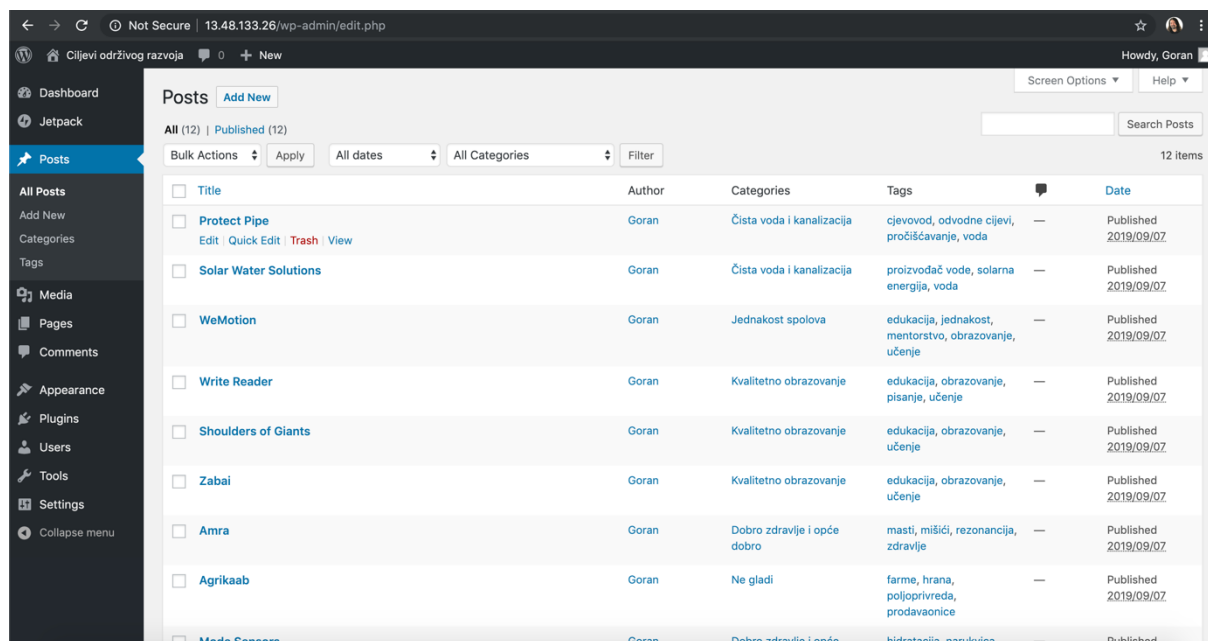 Not Secure | 13.48.133.26/wp-admin/edit.php
Ciljevi održivog razvoja 0 + New Howdy, Goran
Screen Options ▼ Help ▼
Dashboard
Jetpack
Posts
All Posts
Add New
Categories
Tags
Media
Pages
Comments
Appearance
Plugins
Users
Tools
Settings
Collapse menu
Posts Add New
All (12) | Published (12)
Search Posts
Bulk Actions Apply All dates All Categories Filter 12 items
Title Author Categories Tags Date
Protect Pipe Goran Čista voda i kanalizacija cjevovod, odvodne cijevi, — Published
Edit | Quick Edit | Trash | View pročišćavanje, voda 2019/09/07
Solar Water Solutions Goran Čista voda i kanalizacija proizvođač vode, solarna — Published
energija, voda 2019/09/07
WeMotion Goran Jednakost spolova edukacija, jednakost, — Published
mentorstvo, obrazovanje, 2019/09/07
učenje
Write Reader Goran Kvalitetno obrazovanje edukacija, obrazovanje, — Published
pisanje, učenje 2019/09/07
Shoulders of Giants Goran Kvalitetno obrazovanje edukacija, obrazovanje, — Published
učenje 2019/09/07
Zabai Goran Kvalitetno obrazovanje edukacija, obrazovanje, — Published
učenje 2019/09/07
Amra Goran Dobro zdravlje i opće masti, mišići, rezonancija, — Published
dobro zdravlje 2019/09/07
Agrikaab Goran Ne gladi farme, hrana, — Published
poljoprivreda, 2019/09/07
prodavaonice
Goran Dobro zdravlje i opće hidratacija, narukvica, Published